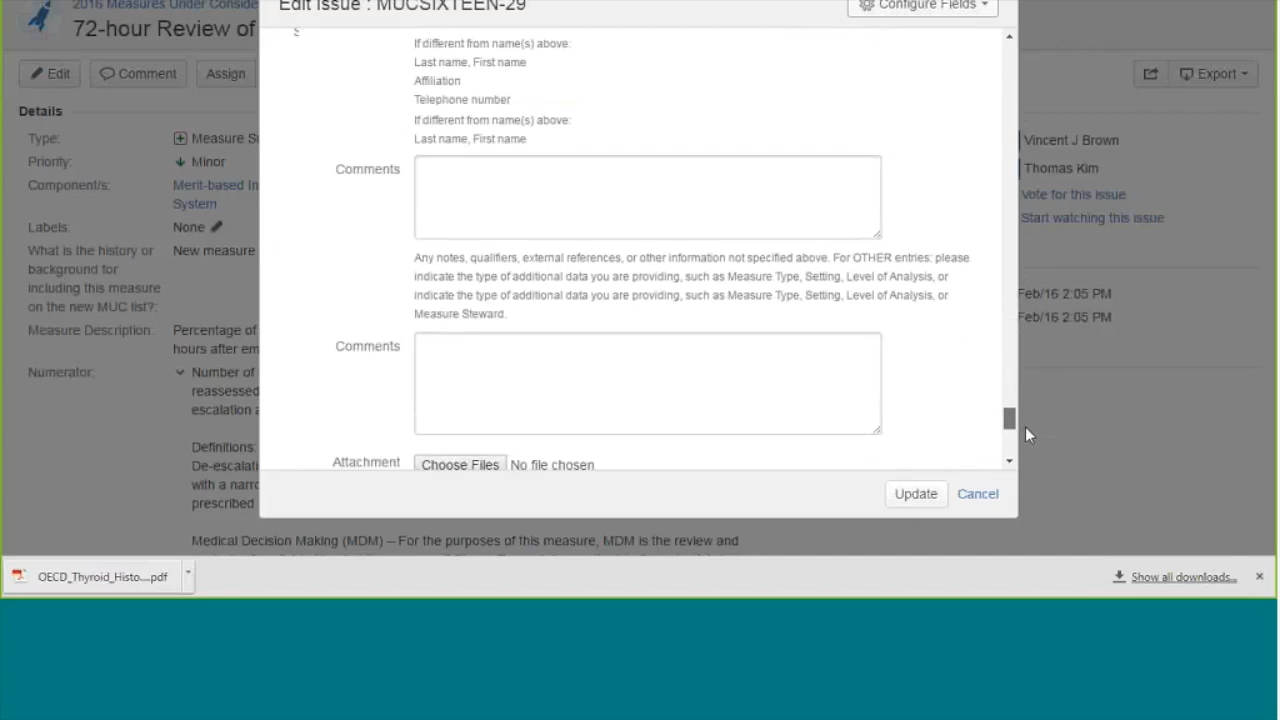 2016 Measures Under Conside
Edit Issue : MUCSIXTEEN-29
Configure Fields
72-hour Review of
Edit
Comment
Assign
Export
Details
Type:
Measure S
Priority:
Minor
Component/s:
Merit-based In
System
Labels:
None
What is the history or
background for
including this measure
on the new MUC list?:
New measure
Measure Description:
Percentage of
hours after em
Numerator:
Number of
reassessed
escalation a
Definitions:
De-escalati
with a narro
prescribed
Medical Decision Making (MDM) – For the purposes of this measure, MDM is the review and
If different from name(s) above:
Last name, First name
Affiliation
Telephone number
If different from name(s) above:
Last name, First name
Comments
Any notes, qualifiers, external references, or other information not specified above. For OTHER entries: please
indicate the type of additional data you are providing, such as Measure Type, Setting, Level of Analysis, or
indicate the type of additional data you are providing, such as Measure Type, Setting, Level of Analysis, or
Measure Steward.
Comments
Attachment
Choose Files No file chosen
Update
Cancel
Vincent J Brown
Thomas Kim
Vote for this issue
Start watching this issue
Feb/16 2:05 PM
Feb/16 2:05 PM
OECD_Thyroid_Histo....pdf
Show all downloads...